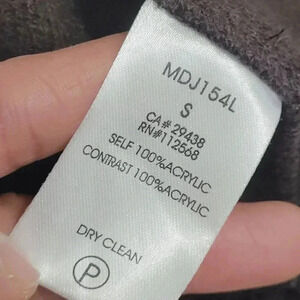 MDJ154L
S
CA# 29438
RN#112568
SELF 100%ACRYLIC
CONTRAST 100%ACRYLIC
DRY CLEAN
P